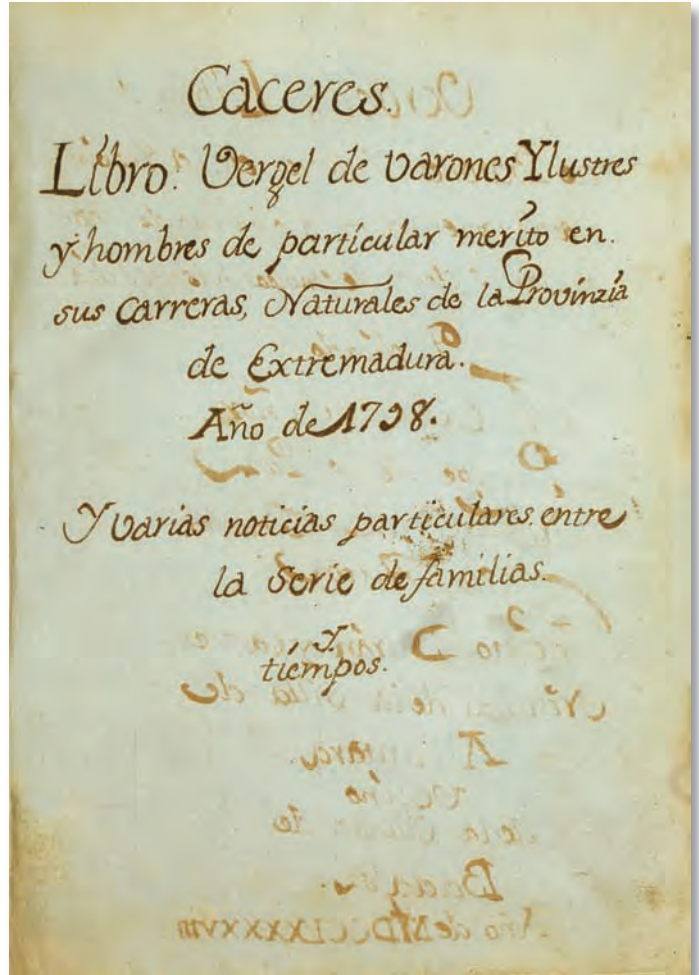 Caceres.
Libro. Vergel de varones Ylustres
y hombres de particular merito en.
sus carreras, Naturales de la Provinzia
de Extremadura.
Año de 1798.
Y varias noticias particulares entre
la Serie de familias.
y
tiempos.